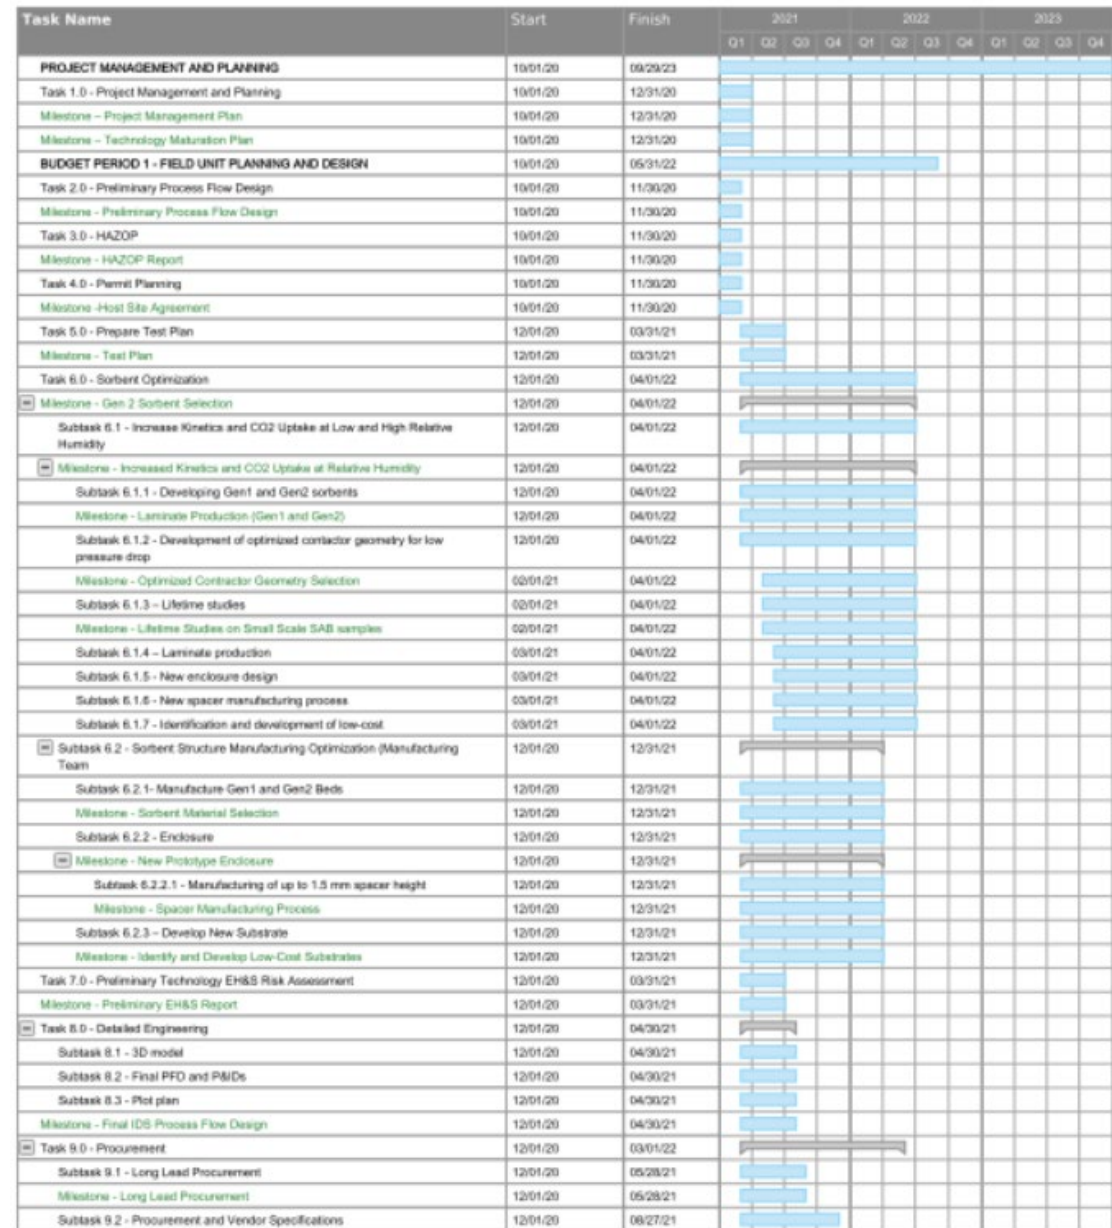 Task Name Start Finish 2021 2022 2023
Q1 Q2 Q3 Q4 Q1 Q2 Q3 Q4 Q1 Q2 Q3 Q4
PROJECT MANAGEMENT AND PLANNING 10/01/20 09/29/23
Task 1.0 - Project Management and Planning 10/01/20 12/31/20
Milestone – Project Management Plan 10/01/20 12/31/20
Milestone – Technology Maturation Plan 10/01/20 12/31/20
BUDGET PERIOD 1 - FIELD UNIT PLANNING AND DESIGN 10/01/20 05/31/22
Task 2.0 - Preliminary Process Flow Design 10/01/20 11/30/20
Milestone - Preliminary Process Flow Design 10/01/20 11/30/20
Task 3.0 - HAZOP 10/01/20 11/30/20
Milestone - HAZOP Report 10/01/20 11/30/20
Task 4.0 - Permit Planning 10/01/20 11/30/20
Milestone -Host Site Agreement 10/01/20 11/30/20
Task 5.0 - Prepare Test Plan 12/01/20 03/31/21
Milestone - Test Plan 12/01/20 03/31/21
Task 6.0 - Sorbent Optimization 12/01/20 04/01/22
Milestone - Gen 2 Sorbent Selection 12/01/20 04/01/22
Subtask 6.1 - Increase Kinetics and CO2 Uptake at Low and High Relative 12/01/20 04/01/22
Humidity
Milestone - Increased Kinetics and CO2 Uptake at Relative Humidity 12/01/20 04/01/22
Subtask 6.1.1 - Developing Gen1 and Gen2 sorbents 12/01/20 04/01/22
Milestone - Laminate Production (Gen1 and Gen2) 12/01/20 04/01/22
Subtask 6.1.2 - Development of optimized contactor geometry for low 12/01/20 04/01/22
pressure drop
Milestone - Optimized Contractor Geometry Selection 02/01/21 04/01/22
Subtask 6.1.3 – Lifetime studies 02/01/21 04/01/22
Milestone - Lifetime Studies on Small Scale SAB samples 02/01/21 04/01/22
Subtask 6.1.4 – Laminate production 03/01/21 04/01/22
Subtask 6.1.5 - New enclosure design 03/01/21 04/01/22
Subtask 6.1.6 - New spacer manufacturing process 03/01/21 04/01/22
Subtask 6.1.7 - Identification and development of low-cost 03/01/21 04/01/22
Subtask 6.2 - Sorbent Structure Manufacturing Optimization (Manufacturing 12/01/20 12/31/21
Team
Subtask 6.2.1- Manufacture Gen1 and Gen2 Beds 12/01/20 12/31/21
Milestone - Sorbent Material Selection 12/01/20 12/31/21
Subtask 6.2.2 - Enclosure 12/01/20 12/31/21
Milestone - New Prototype Enclosure 12/01/20 12/31/21
Subtask 6.2.2.1 - Manufacturing of up to 1.5 mm spacer height 12/01/20 12/31/21
Milestone - Spacer Manufacturing Process 12/01/20 12/31/21
Subtask 6.2.3 – Develop New Substrate 12/01/20 12/31/21
Milestone - Identify and Develop Low-Cost Substrates 12/01/20 12/31/21
Task 7.0 - Preliminary Technology EH&S Risk Assessment 12/01/20 03/31/21
Milestone - Preliminary EH&S Report 12/01/20 03/31/21
Task 8.0 - Detailed Engineering 12/01/20 04/30/21
Subtask 8.1 - 3D model 12/01/20 04/30/21
Subtask 8.2 - Final PFD and P&IDs 12/01/20 04/30/21
Subtask 8.3 - Plot plan 12/01/20 04/30/21
Milestone - Final IDS Process Flow Design 12/01/20 04/30/21
Task 9.0 - Procurement 12/01/20 03/01/22
Subtask 9.1 - Long Lead Procurement 12/01/20 05/28/21
Milestone - Long Lead Procurement 12/01/20 05/28/21
Subtask 9.2 - Procurement and Vendor Specifications 12/01/20 08/27/21